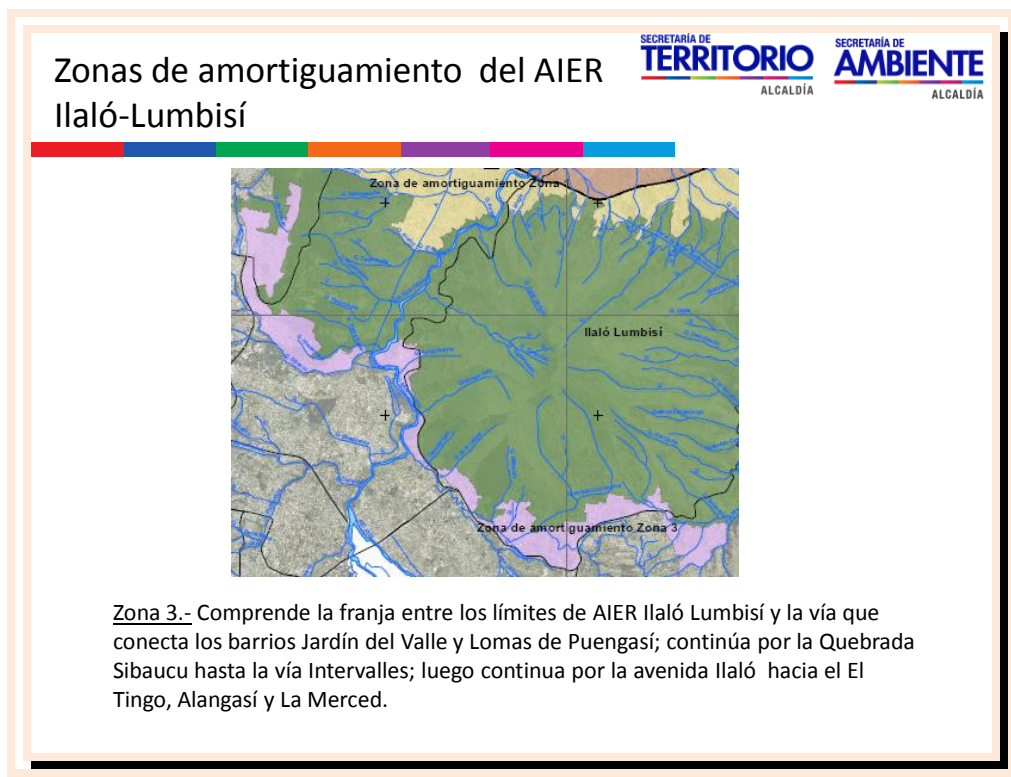 Zonas de amortiguamiento del AIER
Ilaló-Lumbisí
SECRETARÍA DE
TERRITORIO
ALCALDÍA
SECRETARÍA DE
AMBIENTE
ALCALDÍA
Zona de amortiguamiento Zona
Ilaló Lumbisí
Zona de amortiguamiento Zona 3
Zona 3.- Comprende la franja entre los límites de AIER Ilaló Lumbisí y la vía que
conecta los barrios Jardín del Valle y Lomas de Puengasí; continúa por la Quebrada
Sibaucu hasta la vía Intervalles; luego continua por la avenida Ilaló hacia el El
Tingo, Alangasí y La Merced.